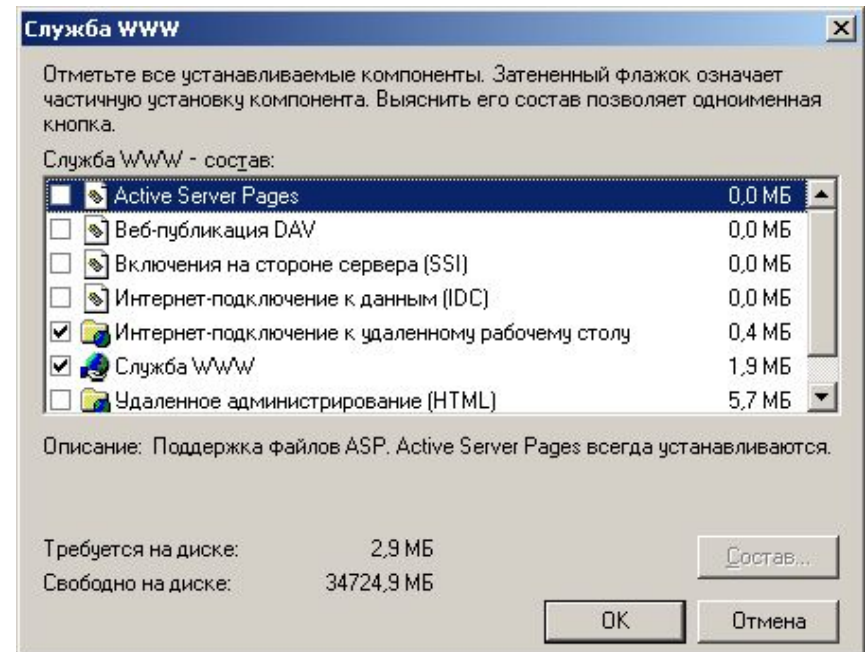 Служба WWW
Отметьте все устанавливаемые компоненты. Затененный флажок означает
частичную установку компонента. Выяснить его состав позволяет одноименная
кнопка.
Служба WWW - состав:
Active Server Pages 0,0 МБ
Веб-публикация DAV 0,0 МБ
Включения на стороне сервера (SSI) 0,0 МБ
Интернет-подключение к данным (IDC) 0,0 МБ
Интернет-подключение к удаленному рабочему столу 0,4 МБ
Служба WWW 1,9 МБ
Удаленное администрирование (HTML) 5,7 МБ
Описание: Поддержка файлов ASP. Active Server Pages всегда устанавливаются.
Требуется на диске: 2,9 МБ
Состав...
Свободно на диске: 34724,9 МБ
OK Отмена